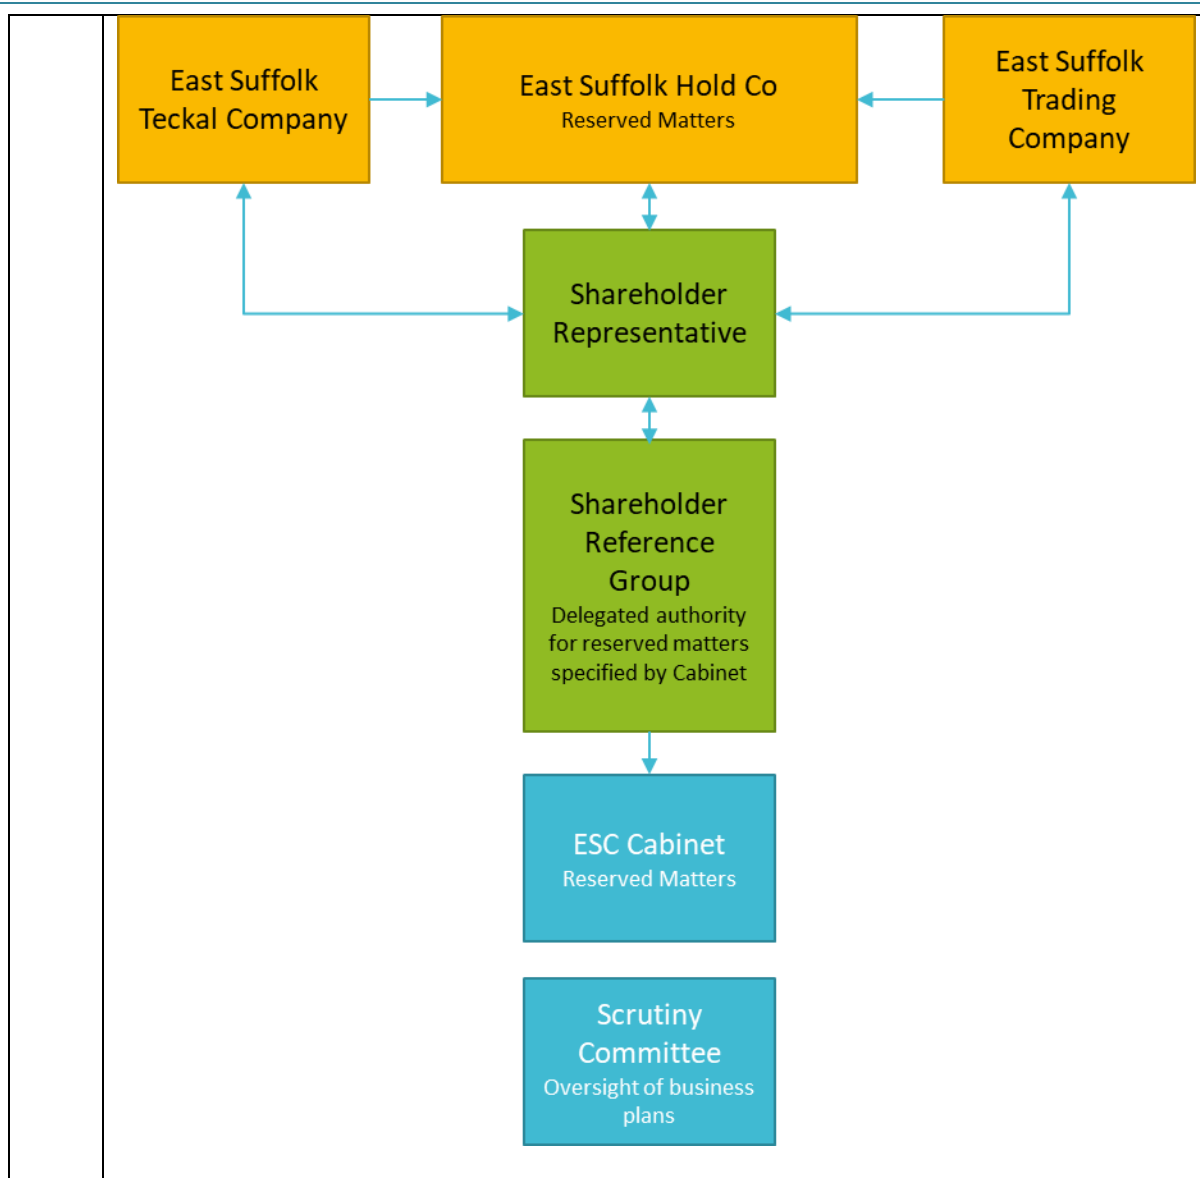 East Suffolk
Teckal Company
East Suffolk Hold Co
Reserved Matters
East Suffolk
Trading
Company
Shareholder
Representative
Shareholder
Reference
Group
Delegated authority
for reserved matters
specified by Cabinet
ESC Cabinet
Reserved Matters
Scrutiny
Committee
Oversight of business
plans